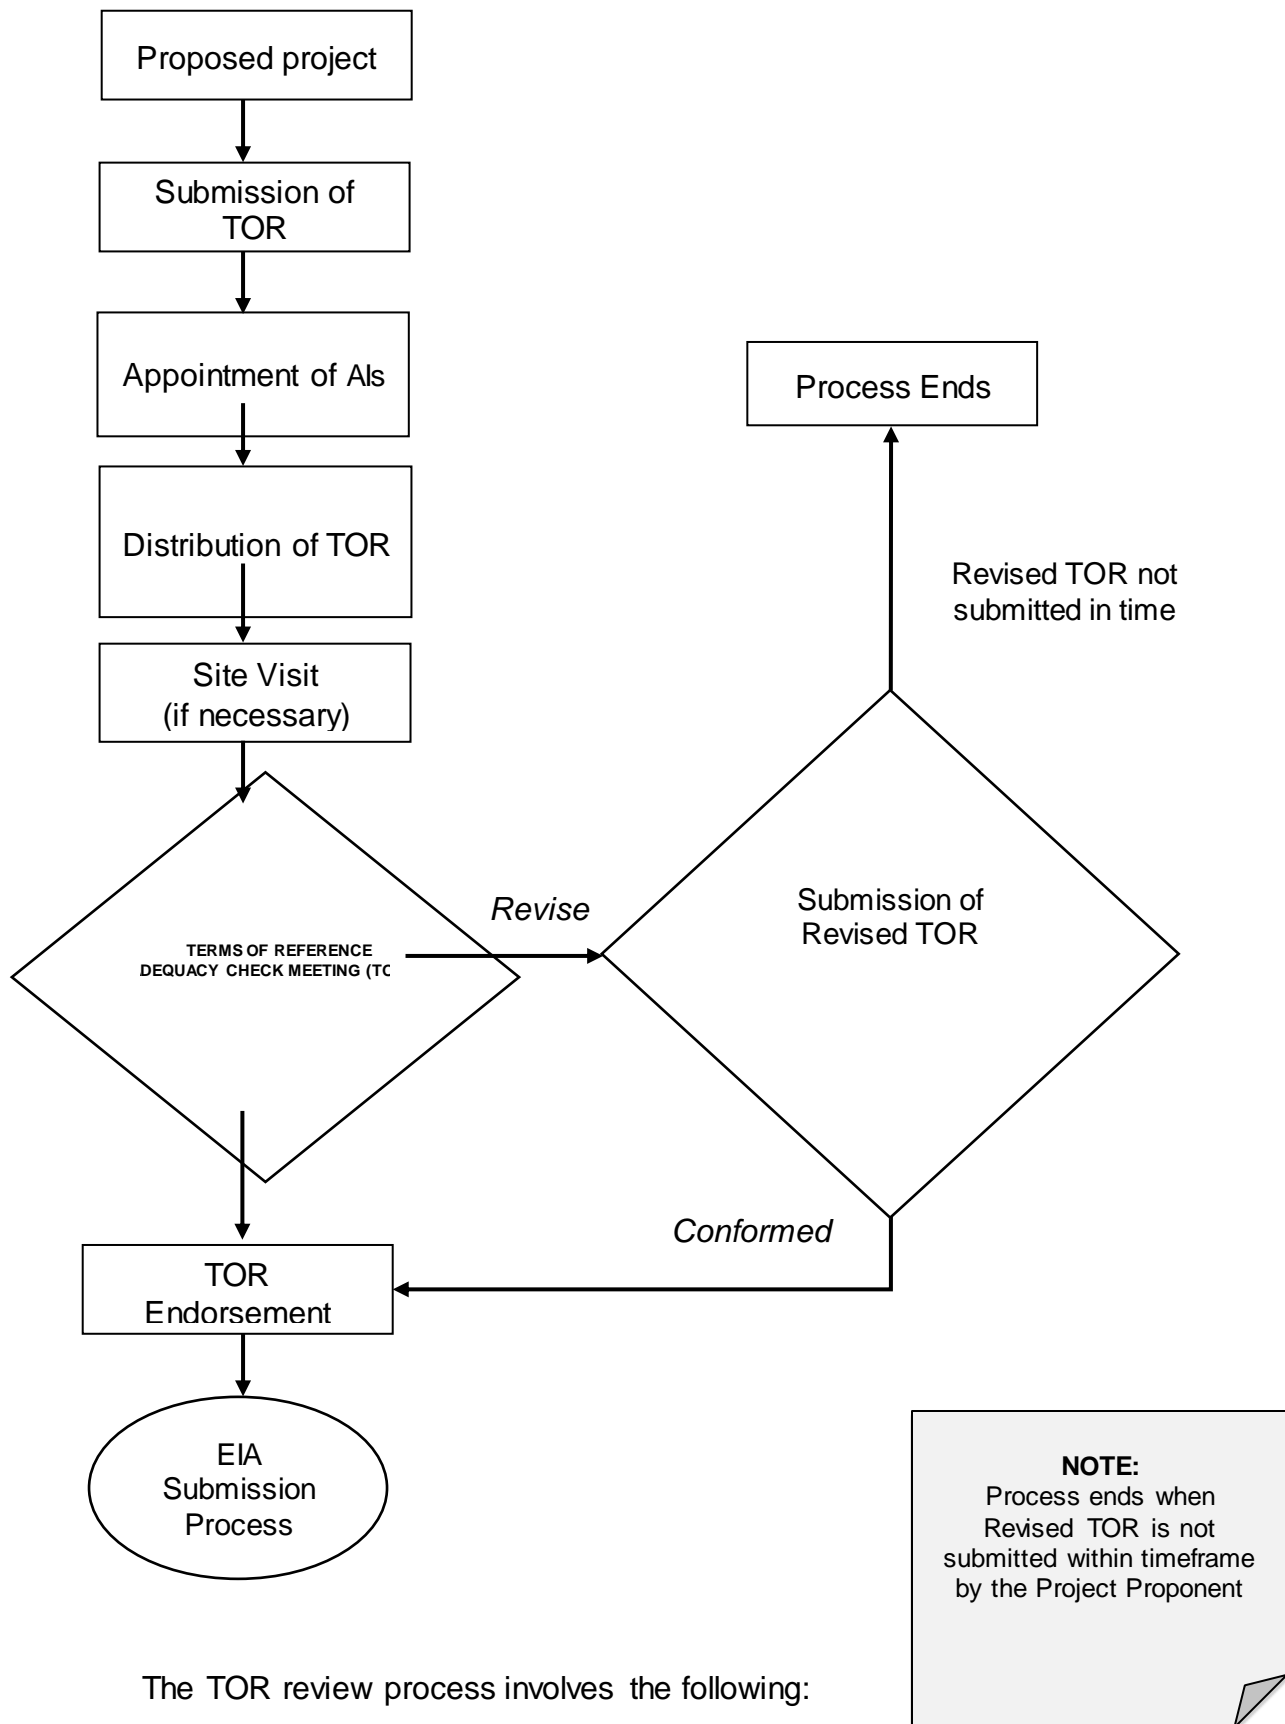 Proposed project
Submission of
TOR
Appointment of AIs
Distribution of TOR
Site Visit
(if necessary)
TERMS OF REFERENCE
DEQUACY CHECK MEETING (TO
Revise
Submission of
Revised TOR
Process Ends
Revised TOR not
submitted in time
Conformed
TOR
Endorsement
EIA
Submission
Process
NOTE:
Process ends when
Revised TOR is not
submitted within timeframe
by the Project Proponent
The TOR review process involves the following: